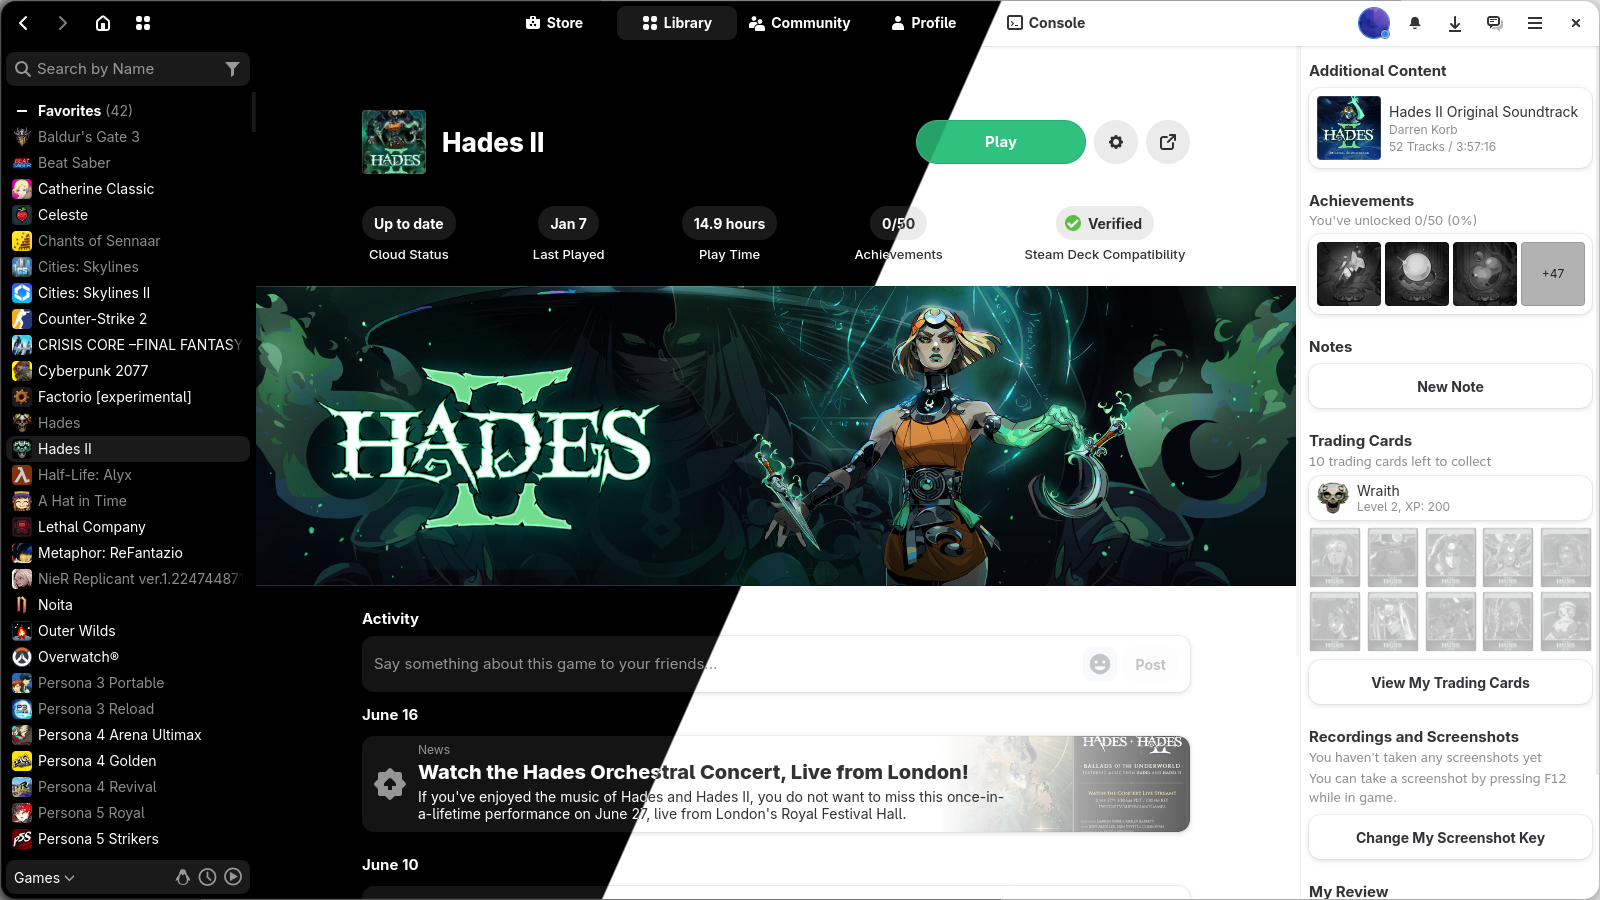 Store
Library
Community
Profile
Console
Search by Name
Favorites (42)
Baldur's Gate 3
Beat Saber
Catherine Classic
Celeste
Chants of Sennaar
Cities: Skylines
Cities: Skylines II
Counter-Strike 2
CRISIS CORE –FINAL FANTASY
Cyberpunk 2077
Factorio [experimental]
Hades
Hades II
Half-Life: Alyx
A Hat in Time
Lethal Company
Metaphor: ReFantazio
NieR Replicant ver.1.224744871
Noita
Outer Wilds
Overwatch®
Persona 3 Portable
Persona 3 Reload
Persona 4 Arena Ultimax
Persona 4 Golden
Persona 4 Revival
Persona 5 Royal
Persona 5 Strikers
Games
HADES
Hades II
Play
Up to date
Cloud Status
Jan 7
Last Played
14.9 hours
Play Time
0/50
Achievements
Verified
Steam Deck Compatibility
HADES
II
Activity
Say something about this game to your friends...
Post
June 16
News
Watch the Hades Orchestral Concert, Live from London!
If you've enjoyed the music of Hades and Hades II, you do not want to miss this once-in-
a-lifetime performance on June 27, live from London's Royal Festival Hall.
HADES · HADES
BALLADS OF THE UNDERWORLD
June 10
Additional Content
HADES
II
Hades II Original Soundtrack
Darren Korb
52 Tracks / 3:57:16
Achievements
You've unlocked 0/50 (0%)
+47
Notes
New Note
Trading Cards
10 trading cards left to collect
Wraith
Level 2, XP: 200
View My Trading Cards
Recordings and Screenshots
You haven't taken any screenshots yet
You can take a screenshot by pressing F12
while in game.
Change My Screenshot Key
My Review